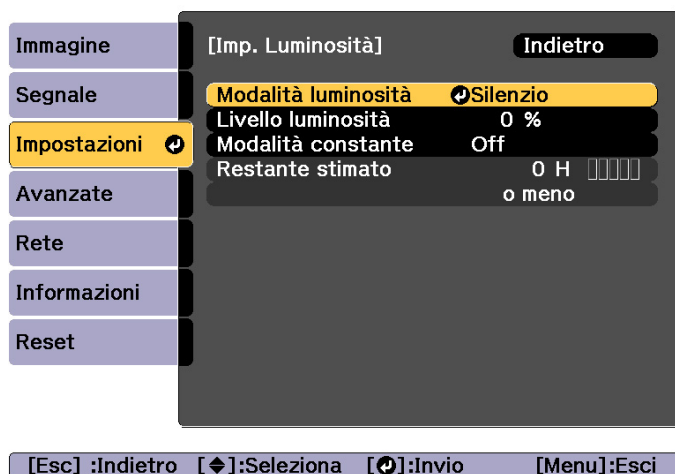 Immagine
Segnale
Impostazioni
Avanzate
Rete
Informazioni
Reset
[Imp. Luminosità] Indietro
Modalità luminosità Silenzio
Livello luminosità 0 %
Modalità constante Off
Restante stimato 0 H
o meno
[Esc] :Indietro [ ]:Seleziona [ ]:Invio [Menu]:Esci